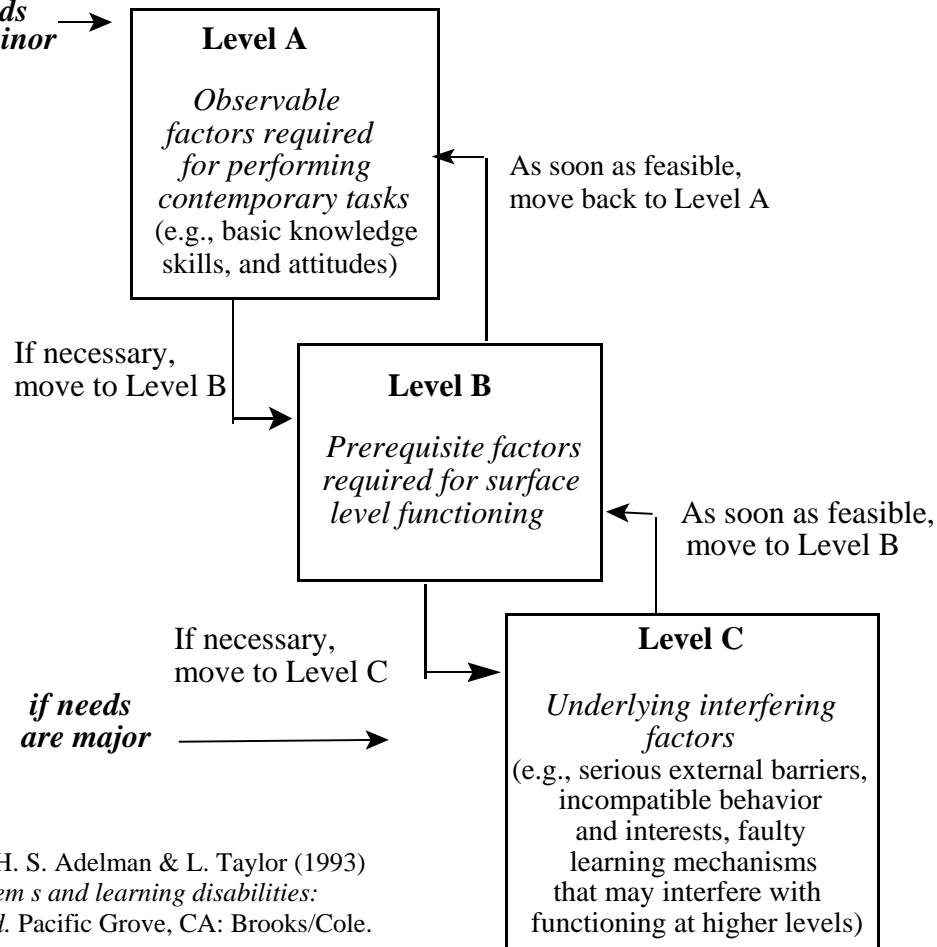 ds
inor
Level A
Observable
factors required
for performing
contemporary tasks
(e.g., basic knowledge
skills, and attitudes)
As soon as feasible,
move back to Level A
If necessary,
move to Level B
Level B
Prerequisite factors
required for surface
level functioning
As soon as feasible,
move to Level B
If necessary,
move to Level C
if needs
are major
Level C
Underlying interfering
factors
(e.g., serious external barriers,
incompatible behavior
and interests, faulty
learning mechanisms
that may interfere with
functioning at higher levels)
H. S. Adelman & L. Taylor (1993)
em s and learning disabilities:
d. Pacific Grove, CA: Brooks/Cole.